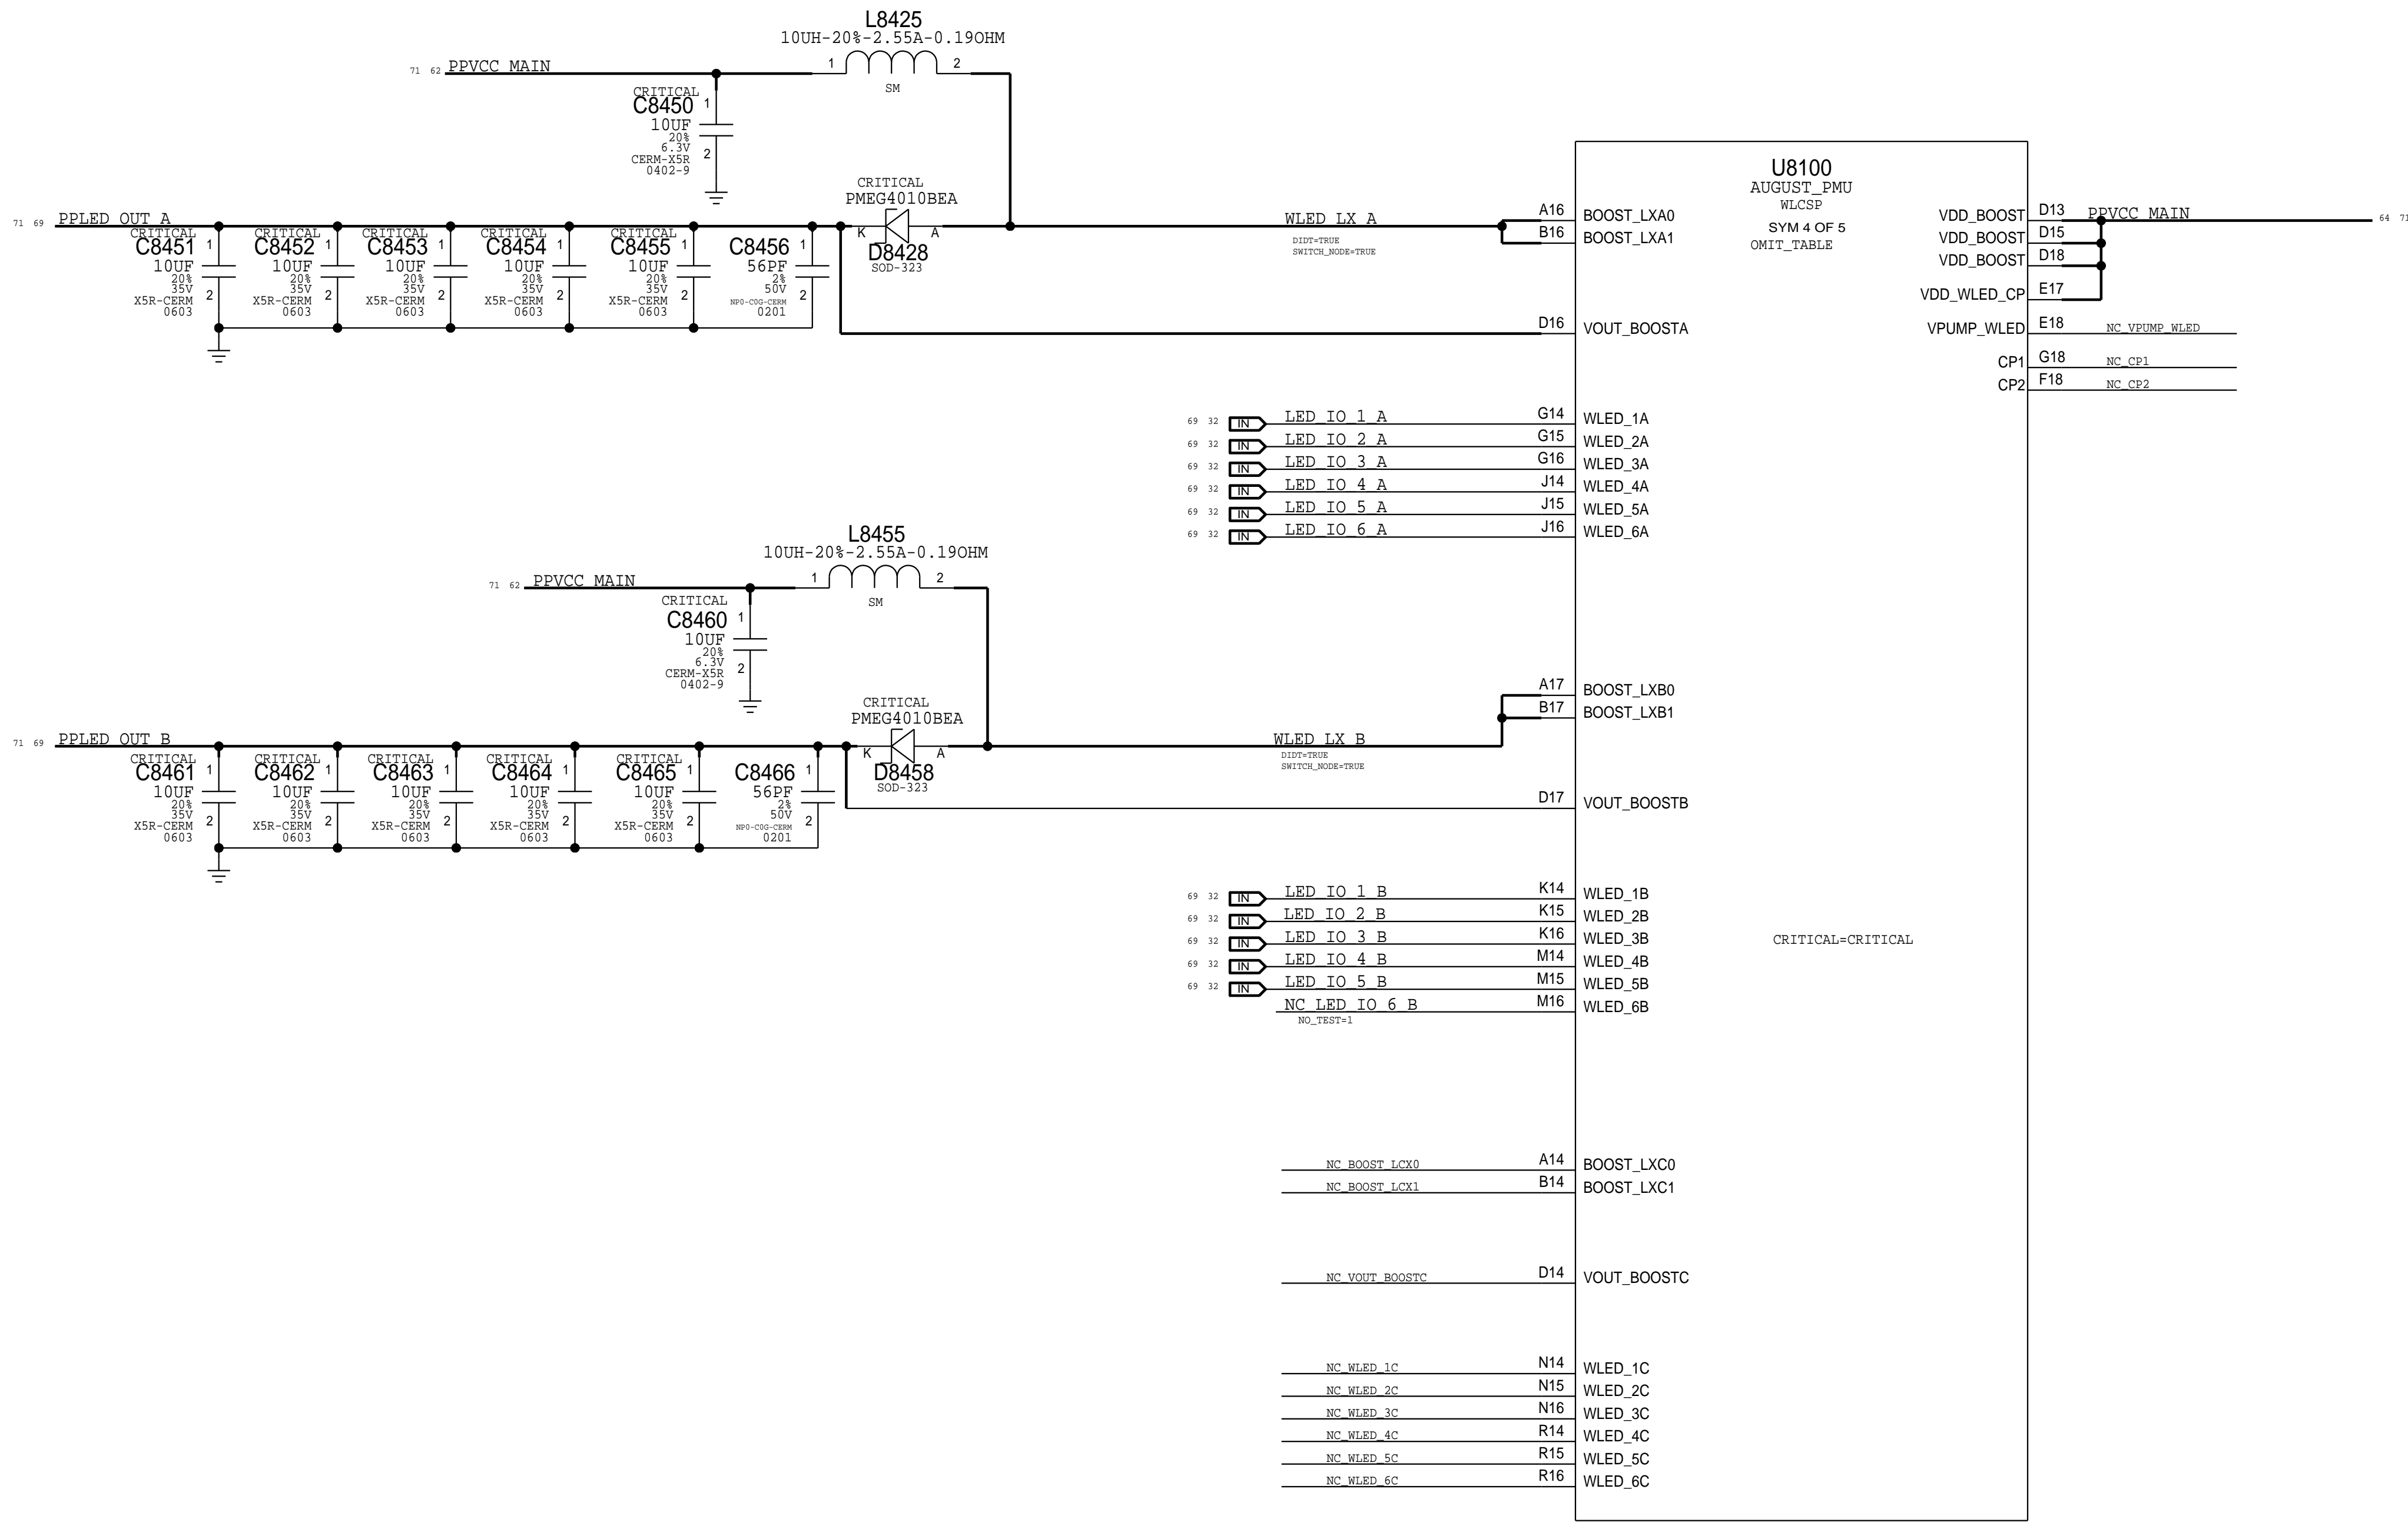 L8425
10UH-20%-2.55A-0.19OHM
71 62 PPVCC_MAIN 1 2
SM
CRITICAL
C8450 1
10UF
20%
6.3V
CERM-X5R 2
0402-9
CRITICAL
PMEG4010BEA
71 69 PPLED_OUT_A K A WLED_LX_A
D8428
SOD-323
DIDT=TRUE
SWITCH_NODE=TRUE
CRITICAL
C8451 1
10UF
20%
35V
X5R-CERM 2
0603
CRITICAL
C8452 1
10UF
20%
35V
X5R-CERM 2
0603
CRITICAL
C8453 1
10UF
20%
35V
X5R-CERM 2
0603
CRITICAL
C8454 1
10UF
20%
35V
X5R-CERM 2
0603
CRITICAL
C8455 1
10UF
20%
35V
X5R-CERM 2
0603
C8456 1
56PF
2%
50V
NP0-C0G-CERM 2
0201
U8100
AUGUST_PMU
WLCSP
SYM 4 OF 5
OMIT_TABLE
A16 BOOST_LXA0
B16 BOOST_LXA1
D16 VOUT_BOOSTA
VDD_BOOST D13 PPVCC_MAIN 64 71
VDD_BOOST D15
VDD_BOOST D18
VDD_WLED_CP E17
VPUMP_WLED E18 NC_VPUMP_WLED
CP1 G18 NC_CP1
CP2 F18 NC_CP2
69 32 IN LED_IO_1_A G14 WLED_1A
69 32 IN LED_IO_2_A G15 WLED_2A
69 32 IN LED_IO_3_A G16 WLED_3A
69 32 IN LED_IO_4_A J14 WLED_4A
69 32 IN LED_IO_5_A J15 WLED_5A
69 32 IN LED_IO_6_A J16 WLED_6A
L8455
10UH-20%-2.55A-0.19OHM
71 62 PPVCC_MAIN 1 2
SM
CRITICAL
C8460 1
10UF
20%
6.3V
CERM-X5R 2
0402-9
CRITICAL
PMEG4010BEA
71 69 PPLED_OUT_B K A WLED_LX_B
D8458
SOD-323
DIDT=TRUE
SWITCH_NODE=TRUE
A17 BOOST_LXB0
B17 BOOST_LXB1
D17 VOUT_BOOSTB
CRITICAL
C8461 1
10UF
20%
35V
X5R-CERM 2
0603
CRITICAL
C8462 1
10UF
20%
35V
X5R-CERM 2
0603
CRITICAL
C8463 1
10UF
20%
35V
X5R-CERM 2
0603
CRITICAL
C8464 1
10UF
20%
35V
X5R-CERM 2
0603
CRITICAL
C8465 1
10UF
20%
35V
X5R-CERM 2
0603
C8466 1
56PF
2%
50V
NP0-C0G-CERM 2
0201
69 32 IN LED_IO_1_B K14 WLED_1B
69 32 IN LED_IO_2_B K15 WLED_2B
69 32 IN LED_IO_3_B K16 WLED_3B
69 32 IN LED_IO_4_B M14 WLED_4B
69 32 IN LED_IO_5_B M15 WLED_5B
NC_LED_IO_6_B M16 WLED_6B
NO_TEST=1
CRITICAL=CRITICAL
NC_BOOST_LCX0 A14 BOOST_LXC0
NC_BOOST_LCX1 B14 BOOST_LXC1
NC_VOUT_BOOSTC D14 VOUT_BOOSTC
NC_WLED_1C N14 WLED_1C
NC_WLED_2C N15 WLED_2C
NC_WLED_3C N16 WLED_3C
NC_WLED_4C R14 WLED_4C
NC_WLED_5C R15 WLED_5C
NC_WLED_6C R16 WLED_6C